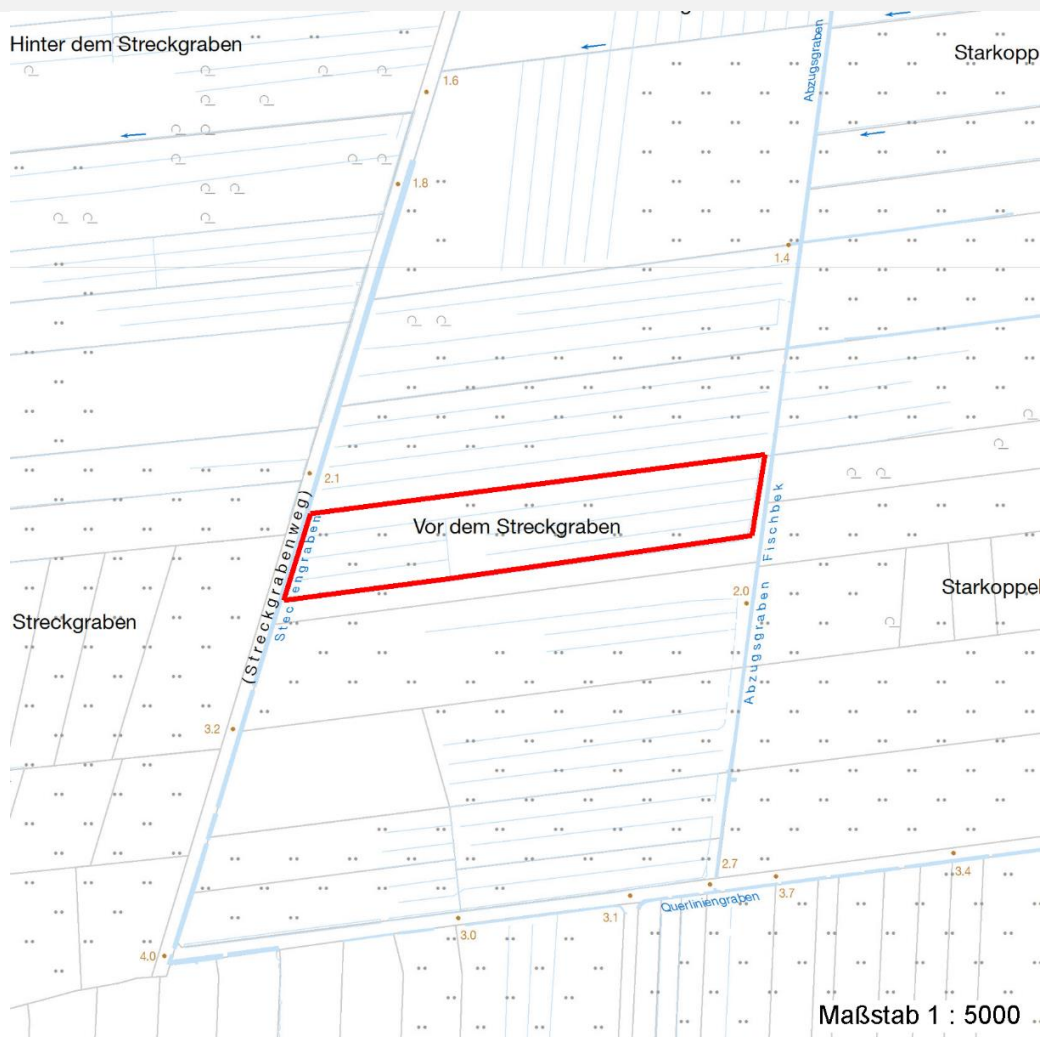 Hinter dem Streckgraben
Abzugsgraben
Starkopp
1.6
1.8
1.4
2.1
(Streckgrabenweg)
Steckengraben
Vor dem Streckgraben
Abzugsgraben Fischbek
2.0
Starkoppel
Streckgraben
3.2
2.7
3.4
3.7
3.1
Querliniengraben
3.0
4.0
Maßstab 1 : 5000